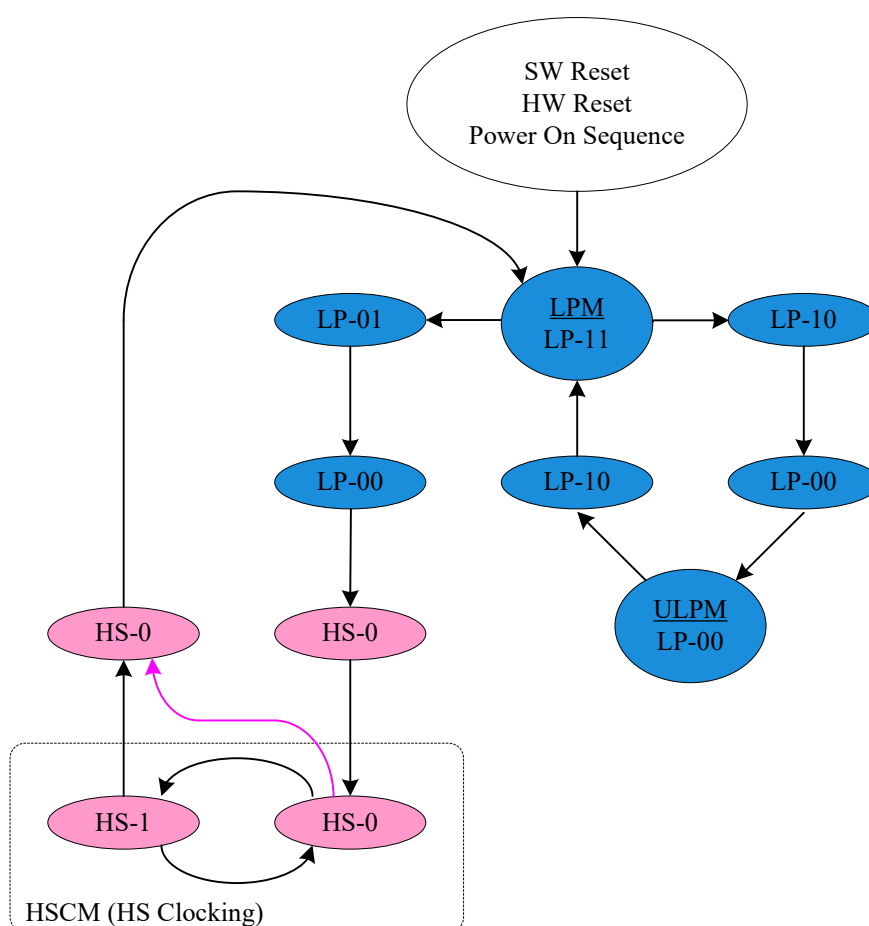 SW Reset
HW Reset
Power On Sequence
LP-01
LPM
LP-11
LP-10
LP-00
LP-10
LP-00
HS-0
HS-0
ULPM
LP-00
HS-1
HS-0
HSCM (HS Clocking)